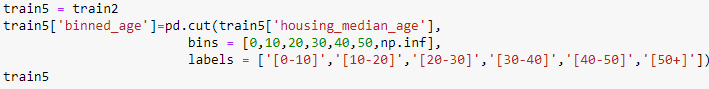 train5 = train2
train5['binned_age']=pd.cut(train5['housing_median_age'],
bins = [0,10,20,30,40,50,np.inf],
labels = ['[0-10]','[10-20]','[20-30]','[30-40]','[40-50]','[50+]'])
train5